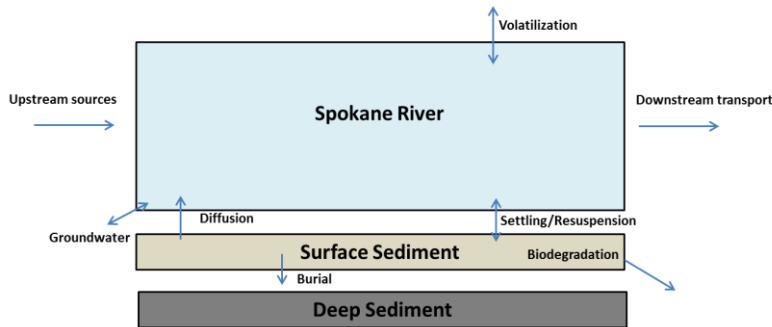 Volatilization
Upstream sources
Downstream transport
Spokane River
Diffusion
Settling/Resuspension
Groundwater
Surface Sediment
Biodegradation
Burial
Deep Sediment